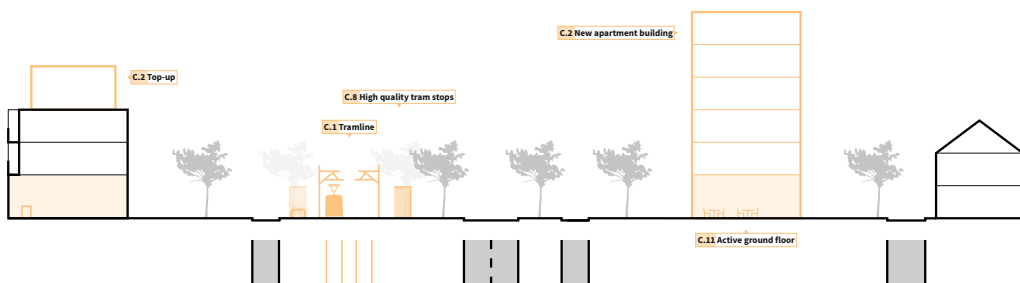 C.2 New apartment building
C.2 Top-up
C.8 High quality tram stops
C.1 Tramline
C.11 Active ground floor